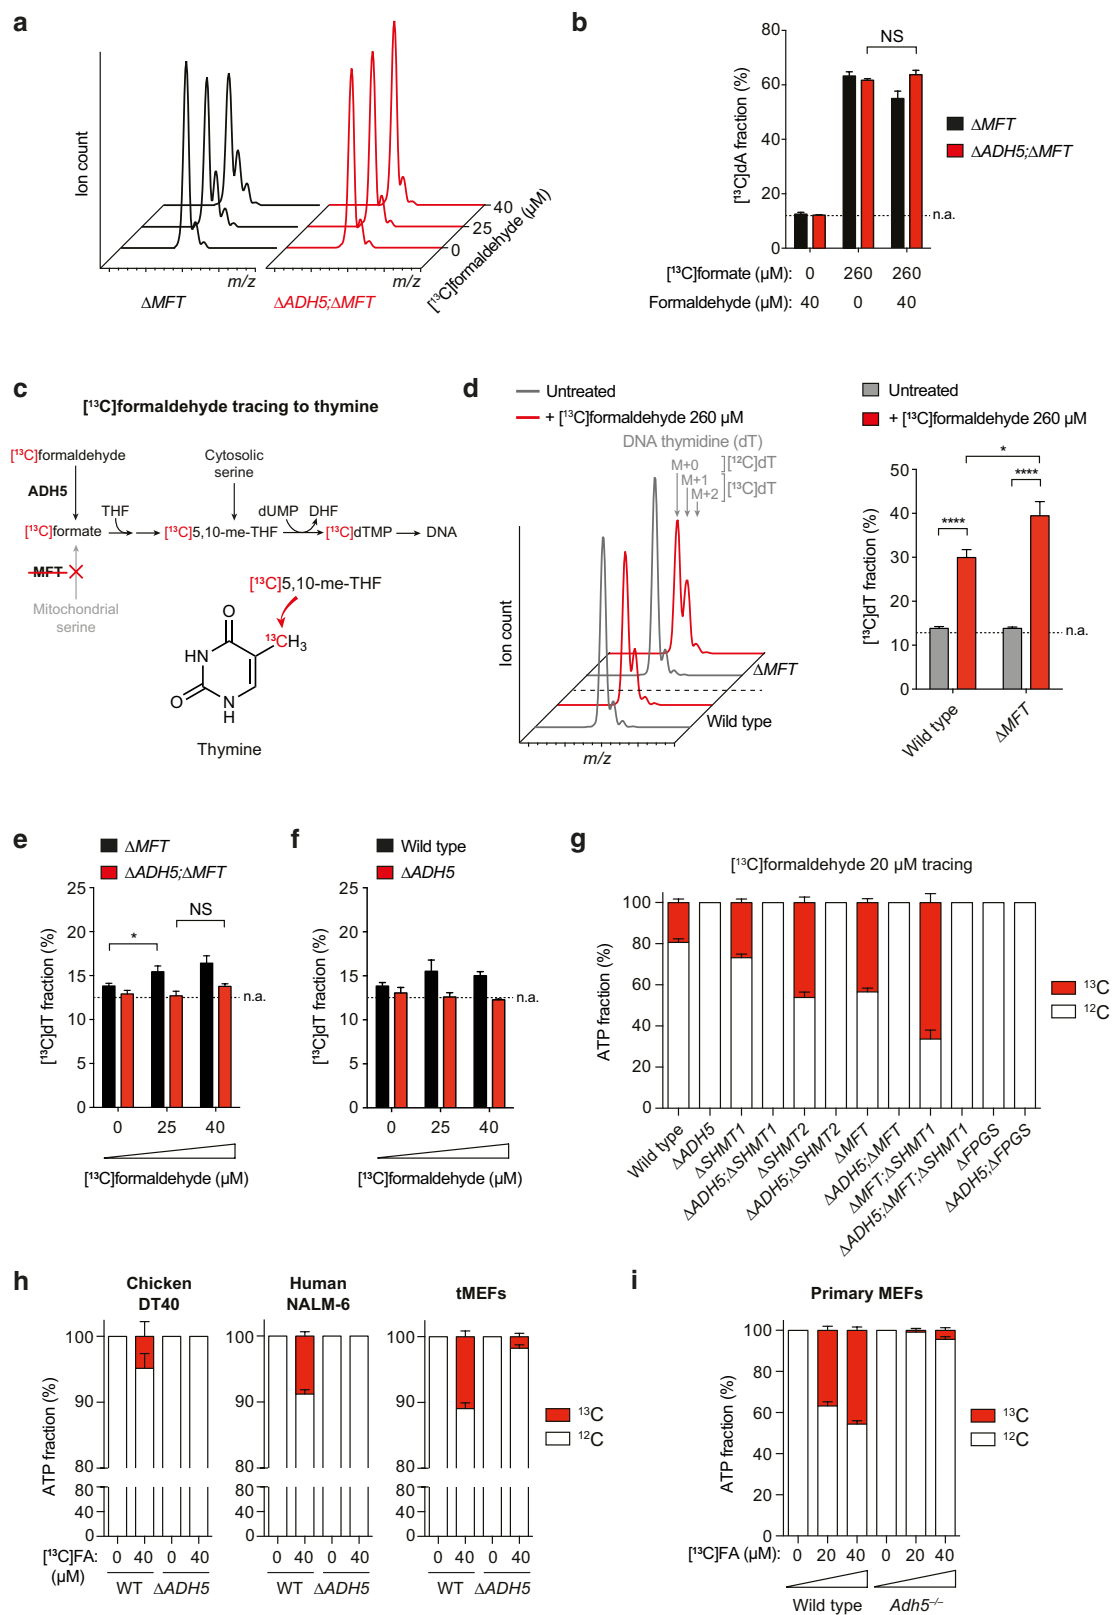 a
Ion count
m/z
m/z
ΔMFT
ΔADH5;ΔMFT
40
25
0
[¹³C]formaldehyde (µM)
b
[¹³C]dA fraction (%)
80
60
40
20
0
NS
n.a.
ΔMFT
ΔADH5;ΔMFT
[¹³C]formate (µM): 0 260 260
Formaldehyde (µM): 40 0 40
c
[¹³C]formaldehyde tracing to thymine
[¹³C]formaldehyde
Cytosolic
serine
ADH5
THF
dUMP DHF
[¹³C]formate
[¹³C]5,10-me-THF
[¹³C]dTMP
DNA
MFT
Mitochondrial
serine
[¹³C]5,10-me-THF
O
¹³CH₃
HN
O
N
H
Thymine
d
Untreated
+ [¹³C]formaldehyde 260 µM
DNA thymidine (dT)
M+0 [¹²C]dT
M+1 [¹³C]dT
M+2
Ion count
ΔMFT
Wild type
m/z
Untreated
+ [¹³C]formaldehyde 260 µM
[¹³C]dT fraction (%)
50
40
30
20
10
0
*
****
****
n.a.
Wild type
ΔMFT
e
ΔMFT
ΔADH5;ΔMFT
[¹³C]dT fraction (%)
25
20
15
10
5
0
*
NS
n.a.
0 25 40
[¹³C]formaldehyde (µM)
f
Wild type
ΔADH5
[¹³C]dT fraction (%)
25
20
15
10
5
0
n.a.
0 25 40
[¹³C]formaldehyde (µM)
g
[¹³C]formaldehyde 20 µM tracing
ATP fraction (%)
100
80
60
40
20
0
¹³C
¹²C
Wild type
ΔADH5
ΔSHMT1
ΔADH5;ΔSHMT1
ΔSHMT2
ΔADH5;ΔSHMT2
ΔMFT
ΔADH5;ΔMFT
ΔMFT;ΔSHMT1
ΔADH5;ΔMFT;ΔSHMT1
ΔFPGS
ΔADH5;ΔFPGS
h
Chicken
DT40
Human
NALM-6
tMEFs
ATP fraction (%)
100
90
80
80
40
0
100
90
80
80
40
0
100
90
80
80
40
0
¹³C
¹²C
[¹³C]FA: 0 40 0 40 0 40 0 40 0 40 0 40
(µM)
WT ΔADH5 WT ΔADH5 WT ΔADH5
i
Primary MEFs
ATP fraction (%)
100
80
60
40
20
0
¹³C
¹²C
[¹³C]FA (µM): 0 20 40 0 20 40
Wild type Adh5⁻/⁻